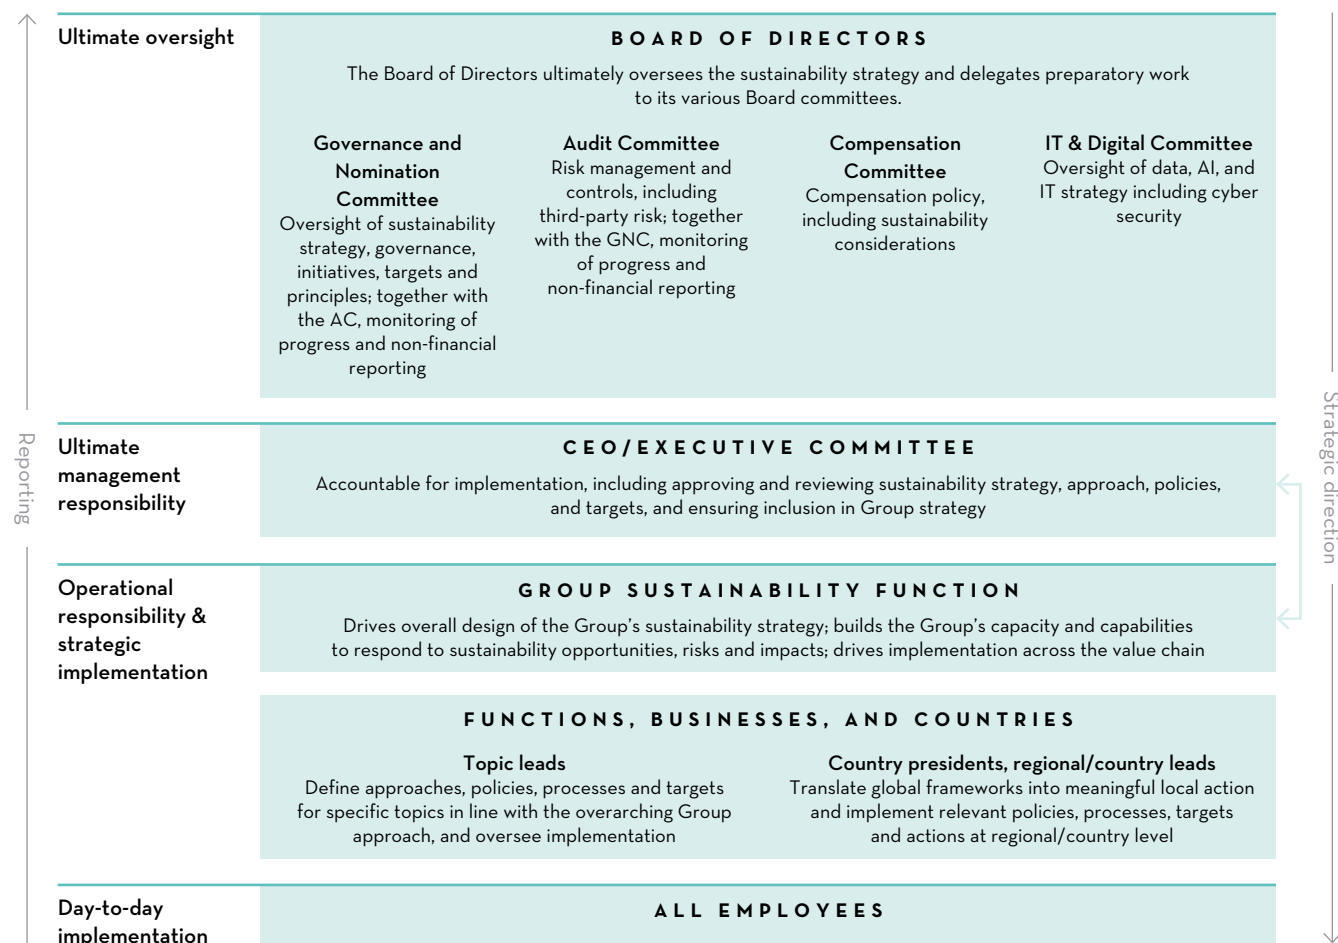 Ultimate oversight
BOARD OF DIRECTORS
The Board of Directors ultimately oversees the sustainability strategy and delegates preparatory work
to its various Board committees.
Governance and
Nomination
Committee
Oversight of sustainability
strategy, governance,
initiatives, targets and
principles; together with
the AC, monitoring of
progress and non-financial
reporting
Audit Committee
Risk management and
controls, including
third-party risk; together
with the GNC, monitoring
of progress and
non-financial reporting
Compensation
Committee
Compensation policy,
including sustainability
considerations
IT & Digital Committee
Oversight of data, AI, and
IT strategy including cyber
security
Reporting
Strategic direction
Ultimate
management
responsibility
CEO/EXECUTIVE COMMITTEE
Accountable for implementation, including approving and reviewing sustainability strategy, approach, policies,
and targets, and ensuring inclusion in Group strategy
Operational
responsibility &
strategic
implementation
GROUP SUSTAINABILITY FUNCTION
Drives overall design of the Group’s sustainability strategy; builds the Group’s capacity and capabilities
to respond to sustainability opportunities, risks and impacts; drives implementation across the value chain
FUNCTIONS, BUSINESSES, AND COUNTRIES
Topic leads
Define approaches, policies, processes and targets
for specific topics in line with the overarching Group
approach, and oversee implementation
Country presidents, regional/country leads
Translate global frameworks into meaningful local action
and implement relevant policies, processes, targets
and actions at regional/country level
Day-to-day
implementation
ALL EMPLOYEES